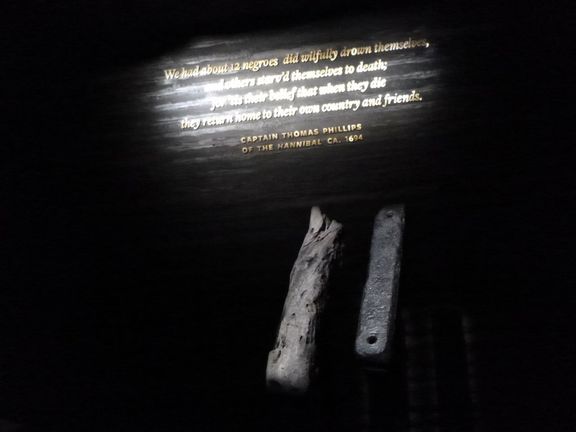 We had about 12 negroes did wilfully drown themselves,
and others starv'd themselves to death;
for 'tis their belief that when they die
they return home to their own country and friends.
CAPTAIN THOMAS PHILLIPS
OF THE HANNIBAL CA. 1694